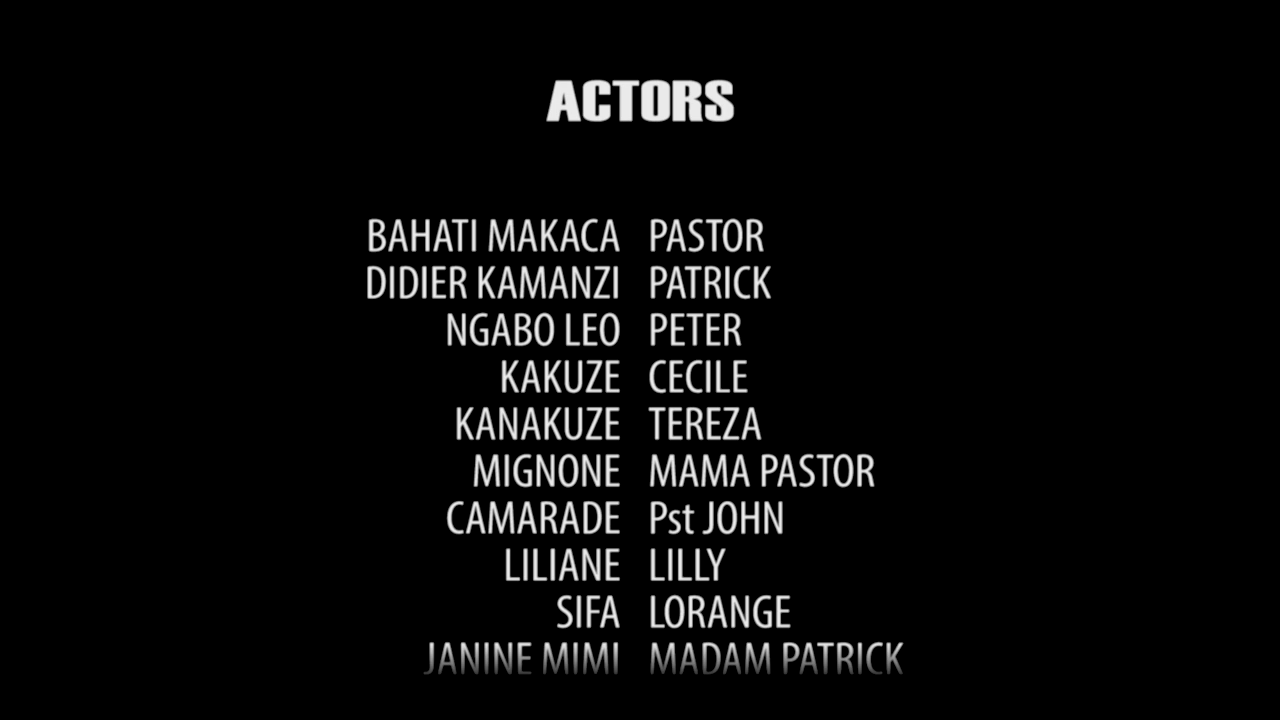 ACTORS
BAHATI MAKACA PASTOR
DIDIER KAMANZI PATRICK
NGABO LEO PETER
KAKUZE CECILE
KANAKUZE TEREZA
MIGNONE MAMA PASTOR
CAMARADE Pst JOHN
LILIANE LILLY
SIFA LORANGE
JANINE MIMI MADAM PATRICK